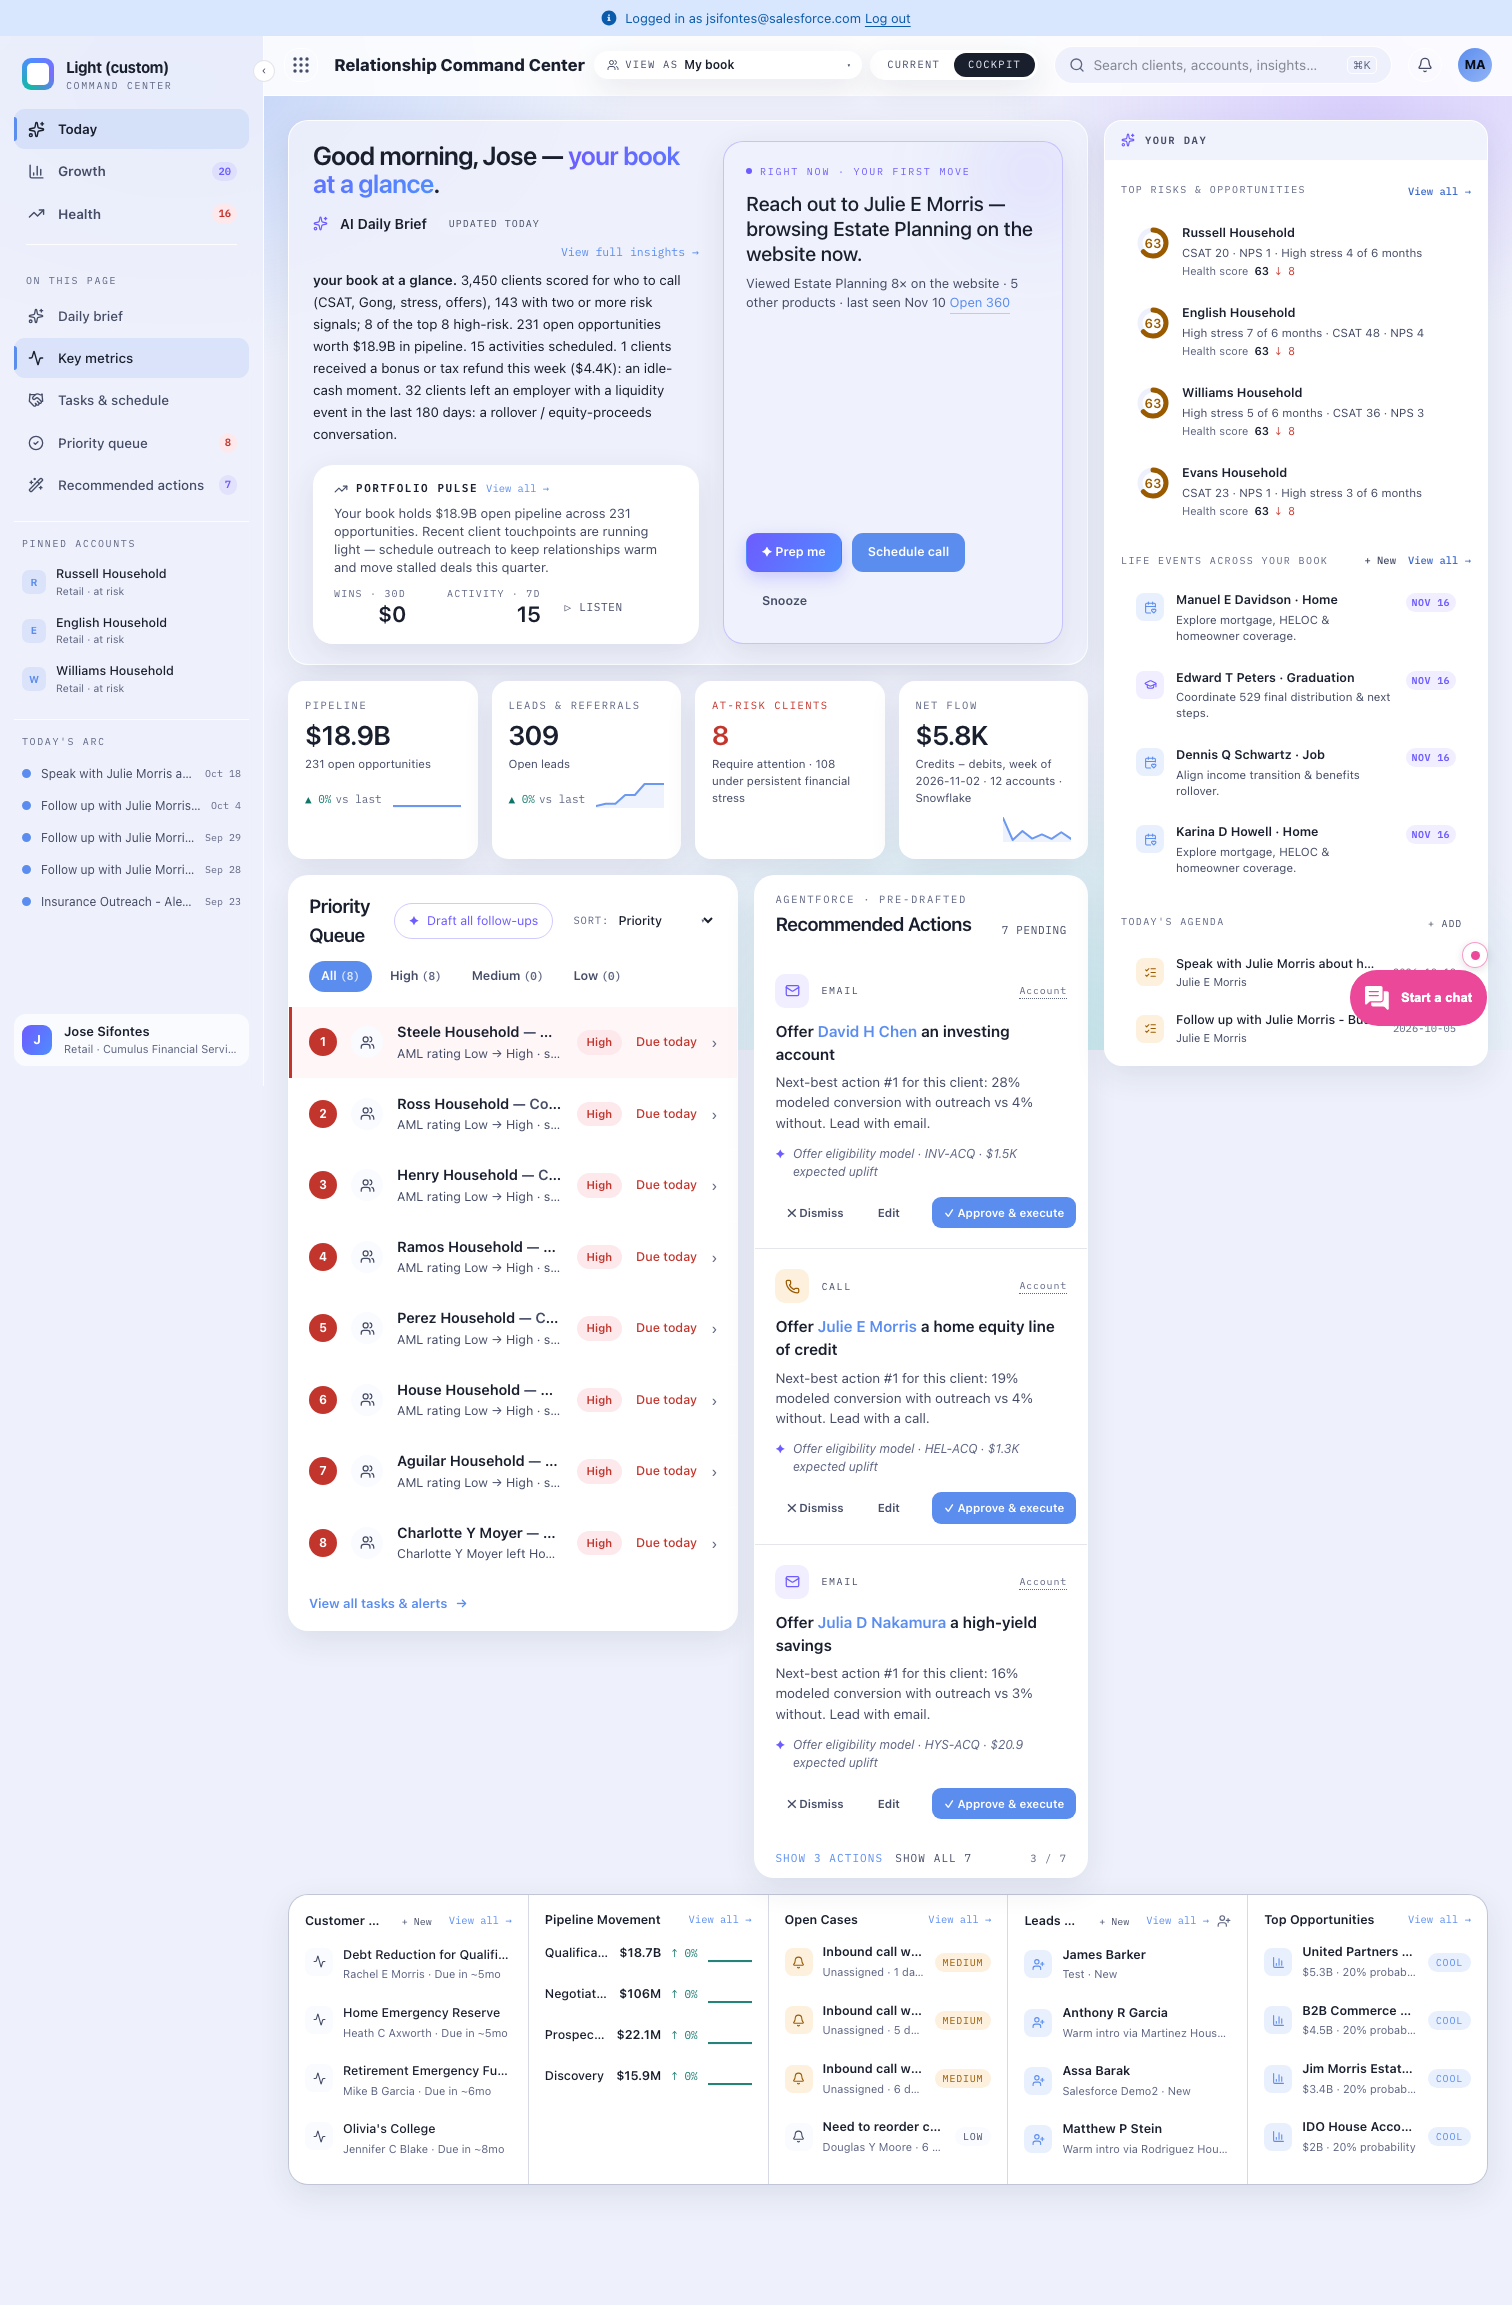 Logged in as jsifontes@salesforce.com Log out
Light (custom)
COMMAND CENTER
Today
Growth 20
Health 16
ON THIS PAGE
Daily brief
Key metrics
Tasks & schedule
Priority queue 8
Recommended actions 7
PINNED ACCOUNTS
R Russell Household
Retail · at risk
E English Household
Retail · at risk
W Williams Household
Retail · at risk
TODAY'S ARC
Speak with Julie Morris a... Oct 18
Follow up with Julie Morris... Oct 4
Follow up with Julie Morri... Sep 29
Follow up with Julie Morri... Sep 28
Insurance Outreach - Ale... Sep 23
J Jose Sifontes
Retail · Cumulus Financial Servi...
Relationship Command Center
VIEW AS My book
CURRENT COCKPIT
Search clients, accounts, insights... ⌘K
MA
Good morning, Jose — your book
at a glance.
AI Daily Brief UPDATED TODAY
View full insights →
your book at a glance. 3,450 clients scored for who to call
(CSAT, Gong, stress, offers), 143 with two or more risk
signals; 8 of the top 8 high-risk. 231 open opportunities
worth $18.9B in pipeline. 15 activities scheduled. 1 clients
received a bonus or tax refund this week ($4.4K): an idle-
cash moment. 32 clients left an employer with a liquidity
event in the last 180 days: a rollover / equity-proceeds
conversation.
PORTFOLIO PULSE View all →
Your book holds $18.9B open pipeline across 231
opportunities. Recent client touchpoints are running
light — schedule outreach to keep relationships warm
and move stalled deals this quarter.
WINS · 30D ACTIVITY · 7D
$0 15 ▷ LISTEN
RIGHT NOW · YOUR FIRST MOVE
Reach out to Julie E Morris —
browsing Estate Planning on the
website now.
Viewed Estate Planning 8× on the website · 5
other products · last seen Nov 10 Open 360
✦ Prep me Schedule call
Snooze
PIPELINE
$18.9B
231 open opportunities
▲ 0% vs last
LEADS & REFERRALS
309
Open leads
▲ 0% vs last
AT-RISK CLIENTS
8
Require attention · 108
under persistent financial
stress
NET FLOW
$5.8K
Credits – debits, week of
2026-11-02 · 12 accounts ·
Snowflake
Priority
Queue
✦ Draft all follow-ups
SORT: Priority
All (8) High (8) Medium (0) Low (0)
1 Steele Household — ... High Due today ›
AML rating Low → High · s...
2 Ross Household — Co... High Due today ›
AML rating Low → High · s...
3 Henry Household — C... High Due today ›
AML rating Low → High · s...
4 Ramos Household — ... High Due today ›
AML rating Low → High · s...
5 Perez Household — C... High Due today ›
AML rating Low → High · s...
6 House Household — ... High Due today ›
AML rating Low → High · s...
7 Aguilar Household — ... High Due today ›
AML rating Low → High · s...
8 Charlotte Y Moyer — ... High Due today ›
Charlotte Y Moyer left Ho...
View all tasks & alerts →
AGENTFORCE · PRE-DRAFTED
Recommended Actions 7 PENDING
EMAIL Account
Offer David H Chen an investing
account
Next-best action #1 for this client: 28%
modeled conversion with outreach vs 4%
without. Lead with email.
✦ Offer eligibility model · INV-ACQ · $1.5K
expected uplift
✕ Dismiss Edit ✓ Approve & execute
CALL Account
Offer Julie E Morris a home equity line
of credit
Next-best action #1 for this client: 19%
modeled conversion with outreach vs 4%
without. Lead with a call.
✦ Offer eligibility model · HEL-ACQ · $1.3K
expected uplift
✕ Dismiss Edit ✓ Approve & execute
EMAIL Account
Offer Julia D Nakamura a high-yield
savings
Next-best action #1 for this client: 16%
modeled conversion with outreach vs 3%
without. Lead with email.
✦ Offer eligibility model · HYS-ACQ · $20.9
expected uplift
✕ Dismiss Edit ✓ Approve & execute
SHOW 3 ACTIONS SHOW ALL 7 3 / 7
YOUR DAY
TOP RISKS & OPPORTUNITIES View all →
63 Russell Household
CSAT 20 · NPS 1 · High stress 4 of 6 months
Health score 63 ↓ 8
63 English Household
High stress 7 of 6 months · CSAT 48 · NPS 4
Health score 63 ↓ 8
63 Williams Household
High stress 5 of 6 months · CSAT 36 · NPS 3
Health score 63 ↓ 8
63 Evans Household
CSAT 23 · NPS 1 · High stress 3 of 6 months
Health score 63 ↓ 8
LIFE EVENTS ACROSS YOUR BOOK + New View all →
Manuel E Davidson · Home NOV 16
Explore mortgage, HELOC &
homeowner coverage.
Edward T Peters · Graduation NOV 16
Coordinate 529 final distribution & next
steps.
Dennis Q Schwartz · Job NOV 16
Align income transition & benefits
rollover.
Karina D Howell · Home NOV 16
Explore mortgage, HELOC &
homeowner coverage.
TODAY'S AGENDA + ADD
Speak with Julie Morris about h...
Julie E Morris
Start a chat
Follow up with Julie Morris - Bu...
Julie E Morris 2026-10-05
Customer ... + New View all →
Debt Reduction for Qualifi...
Rachel E Morris · Due in ~5mo
Home Emergency Reserve
Heath C Axworth · Due in ~5mo
Retirement Emergency Fu...
Mike B Garcia · Due in ~6mo
Olivia's College
Jennifer C Blake · Due in ~8mo
Pipeline Movement View all →
Qualifica... $18.7B ↑ 0%
Negotiat... $106M ↑ 0%
Prospec... $22.1M ↑ 0%
Discovery $15.9M ↑ 0%
Open Cases View all →
Inbound call w... MEDIUM
Unassigned · 1 da...
Inbound call w... MEDIUM
Unassigned · 5 d...
Inbound call w... MEDIUM
Unassigned · 6 d...
Need to reorder c... LOW
Douglas Y Moore · 6 ...
Leads ... + New View all →
James Barker
Test · New
Anthony R Garcia
Warm intro via Martinez Hous...
Assa Barak
Salesforce Demo2 · New
Matthew P Stein
Warm intro via Rodriguez Hou...
Top Opportunities View all →
United Partners ... COOL
$5.3B · 20% probab...
B2B Commerce ... COOL
$4.5B · 20% probab...
Jim Morris Estat... COOL
$3.4B · 20% probab...
IDO House Acco... COOL
$2B · 20% probability